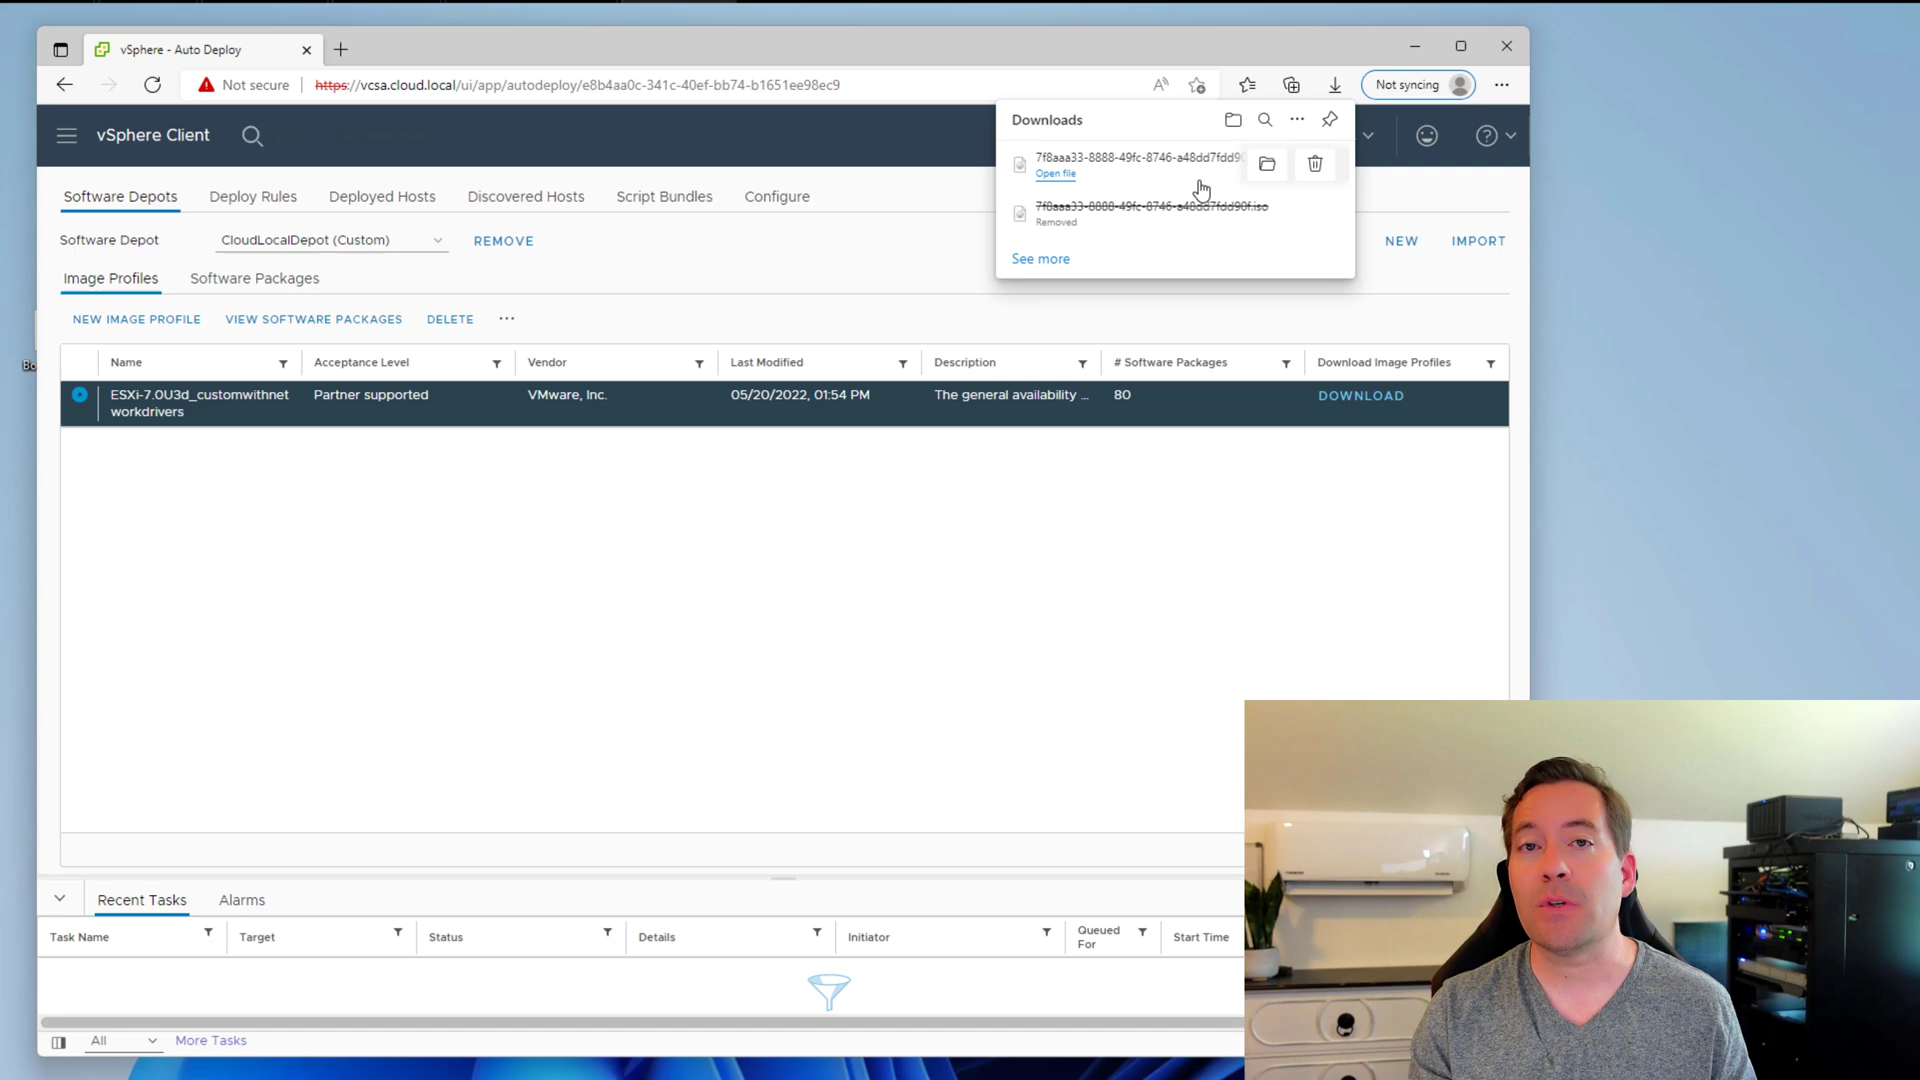 vSphere - Auto Deploy
Not secure
https://vcsa.cloud.local/ui/app/autodeploy/e8b4aa0c-341c-40ef-bb74-b1651ee98ec9
Not syncing
vSphere Client
Downloads
7f8aaa33-8888-49fc-8746-a48dd7fdd90
Open file
7f8aaa33-8888-49fc-8746-a48dd7fdd90f.iso
Removed
See more
Software Depots
Deploy Rules
Deployed Hosts
Discovered Hosts
Script Bundles
Configure
Software Depot
CloudLocalDepot (Custom)
REMOVE
NEW
IMPORT
Image Profiles
Software Packages
NEW IMAGE PROFILE
VIEW SOFTWARE PACKAGES
DELETE
Bo
Name
Acceptance Level
Vendor
Last Modified
Description
# Software Packages
Download Image Profiles
ESXi-7.0U3d_customwithnet
workdrivers
Partner supported
VMware, Inc.
05/20/2022, 01:54 PM
The general availability ...
80
DOWNLOAD
Recent Tasks
Alarms
Task Name
Target
Status
Details
Initiator
Queued
For
Start Time
All
More Tasks